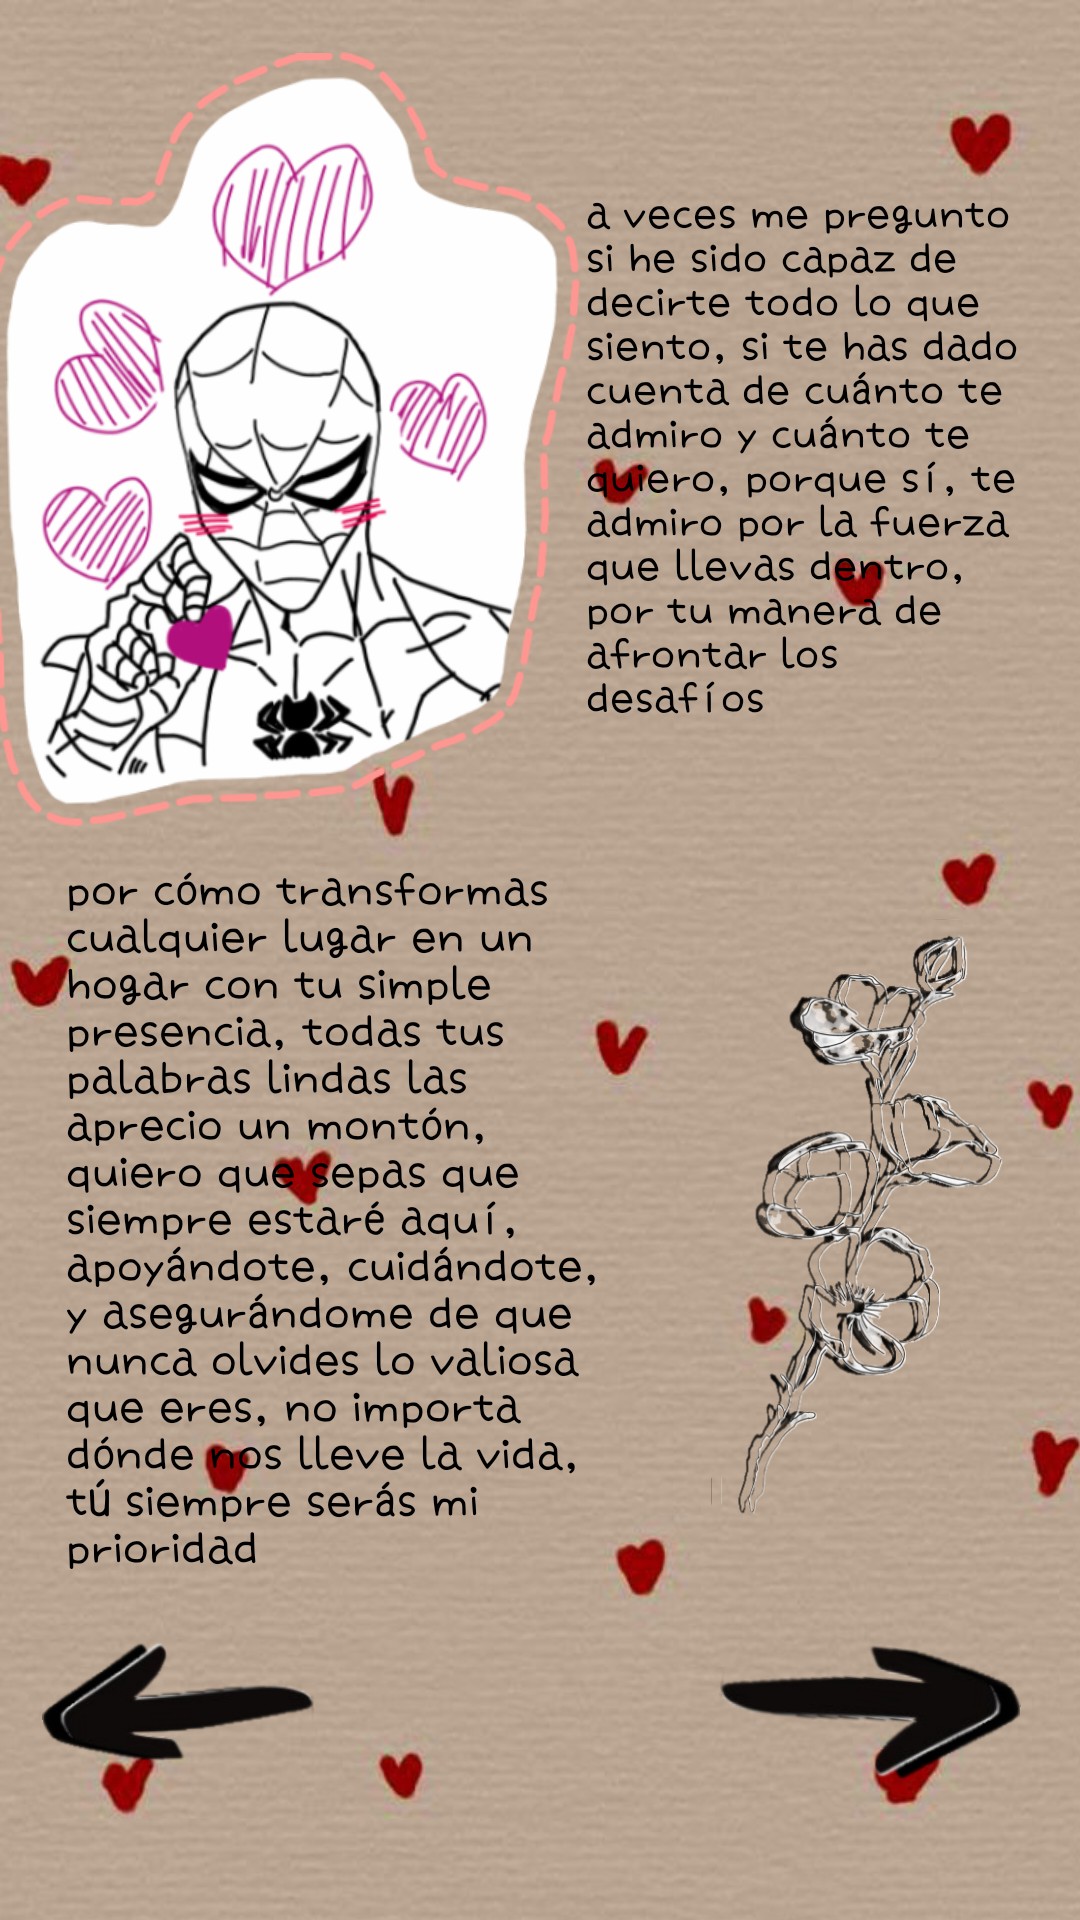 a veces me pregunto
si he sido capaz de
decirte todo lo que
siento, si te has dado
cuenta de cuánto te
admiro y cuánto te
quiero, porque sí, te
admiro por la fuerza
que llevas dentro,
por tu manera de
afrontar los
desafíos
por cómo transformas
cualquier lugar en un
hogar con tu simple
presencia, todas tus
palabras lindas las
aprecio un montón,
quiero que sepas que
siempre estaré aquí,
apoyándote, cuidándote,
y asegurándome de que
nunca olvides lo valiosa
que eres, no importa
dónde nos lleve la vida,
tú siempre serás mi
prioridad